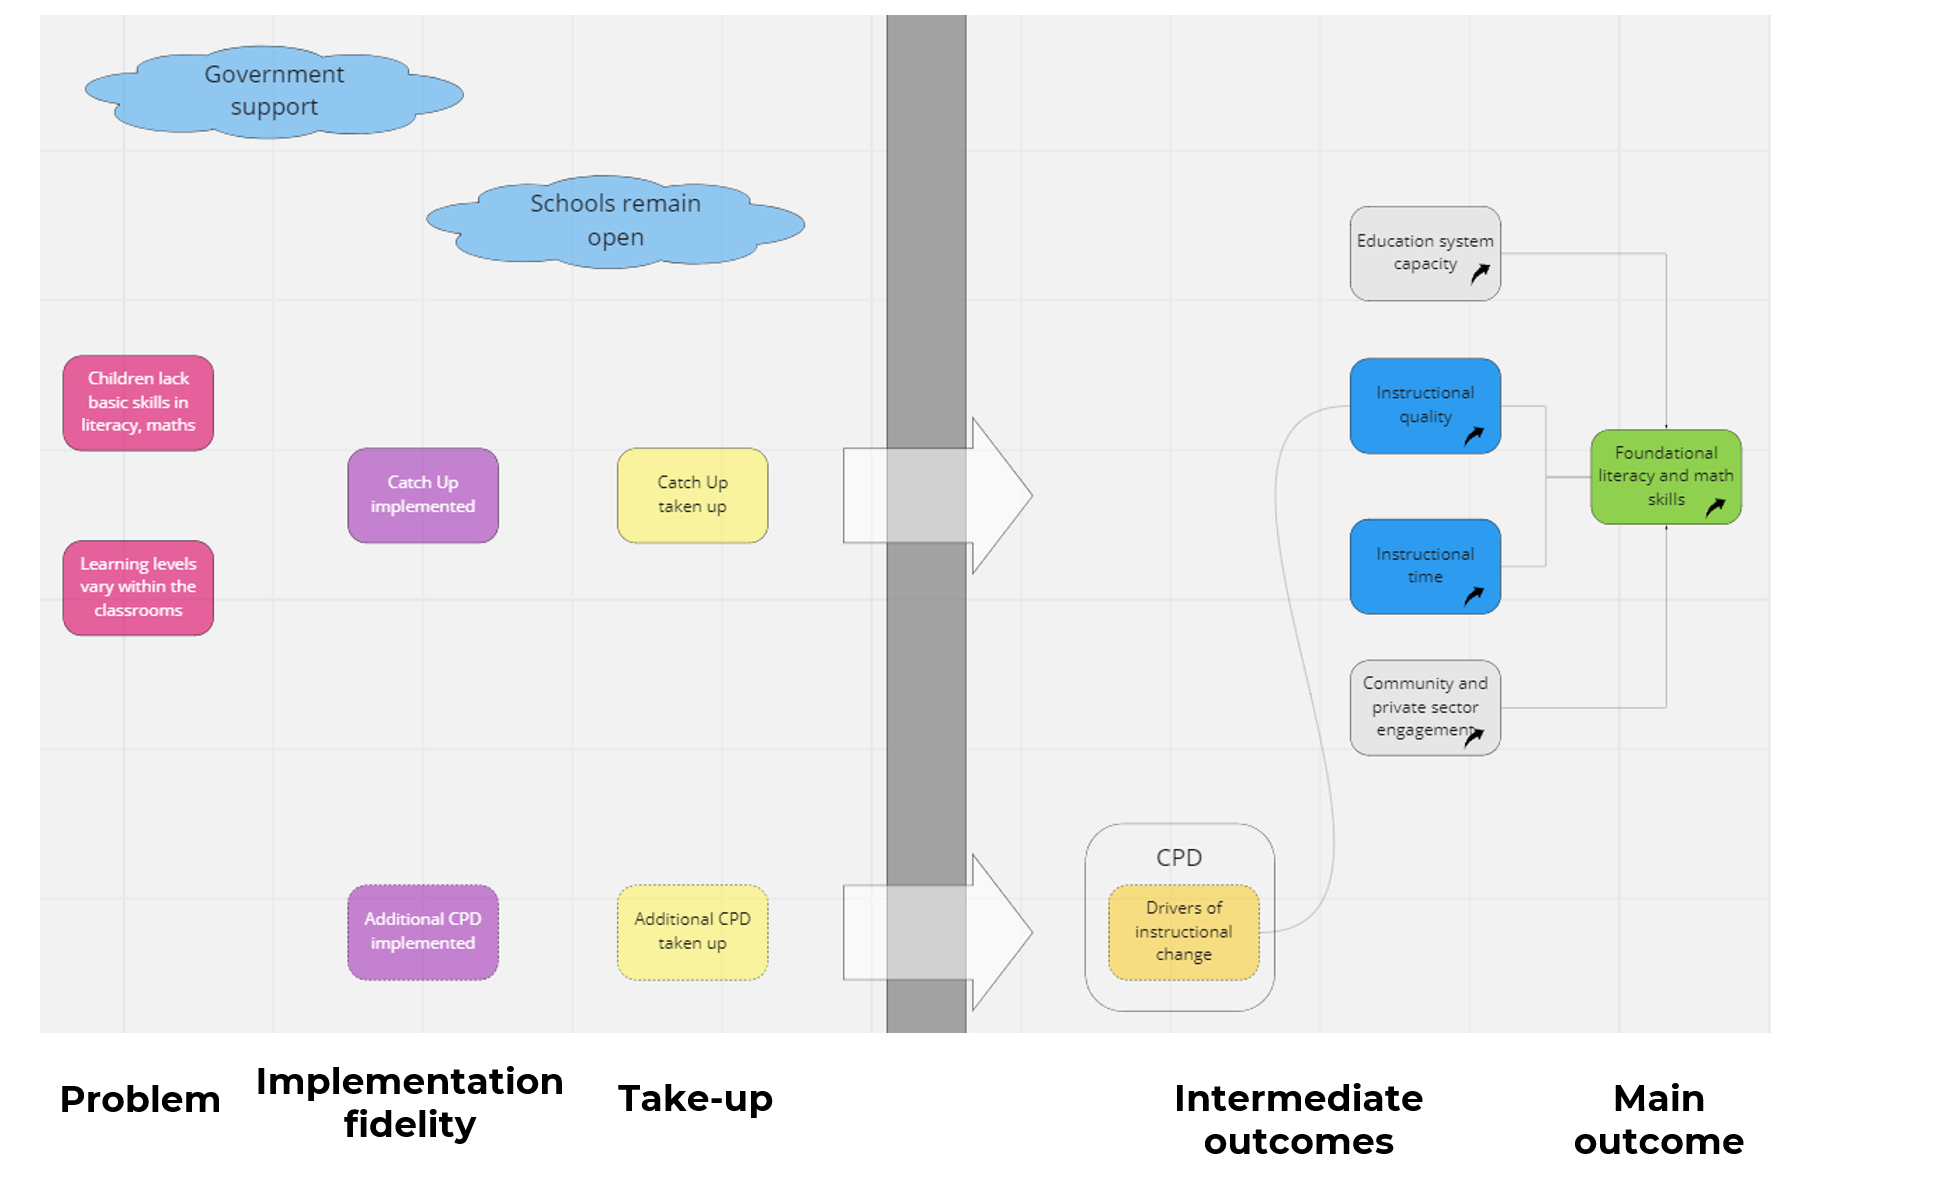 Government
support
Schools remain
open
Education system
capacity
Children lack
basic skills in
literacy, maths
Instructional
quality
Catch Up
implemented
Catch Up
taken up
Foundational
literacy and math
skills
Learning levels
vary within the
classrooms
Instructional
time
Community and
private sector
engagement
CPD
Additional CPD
implemented
Additional CPD
taken up
Drivers of
instructional
change
Problem
Implementation
fidelity
Take-up
Intermediate
outcomes
Main
outcome